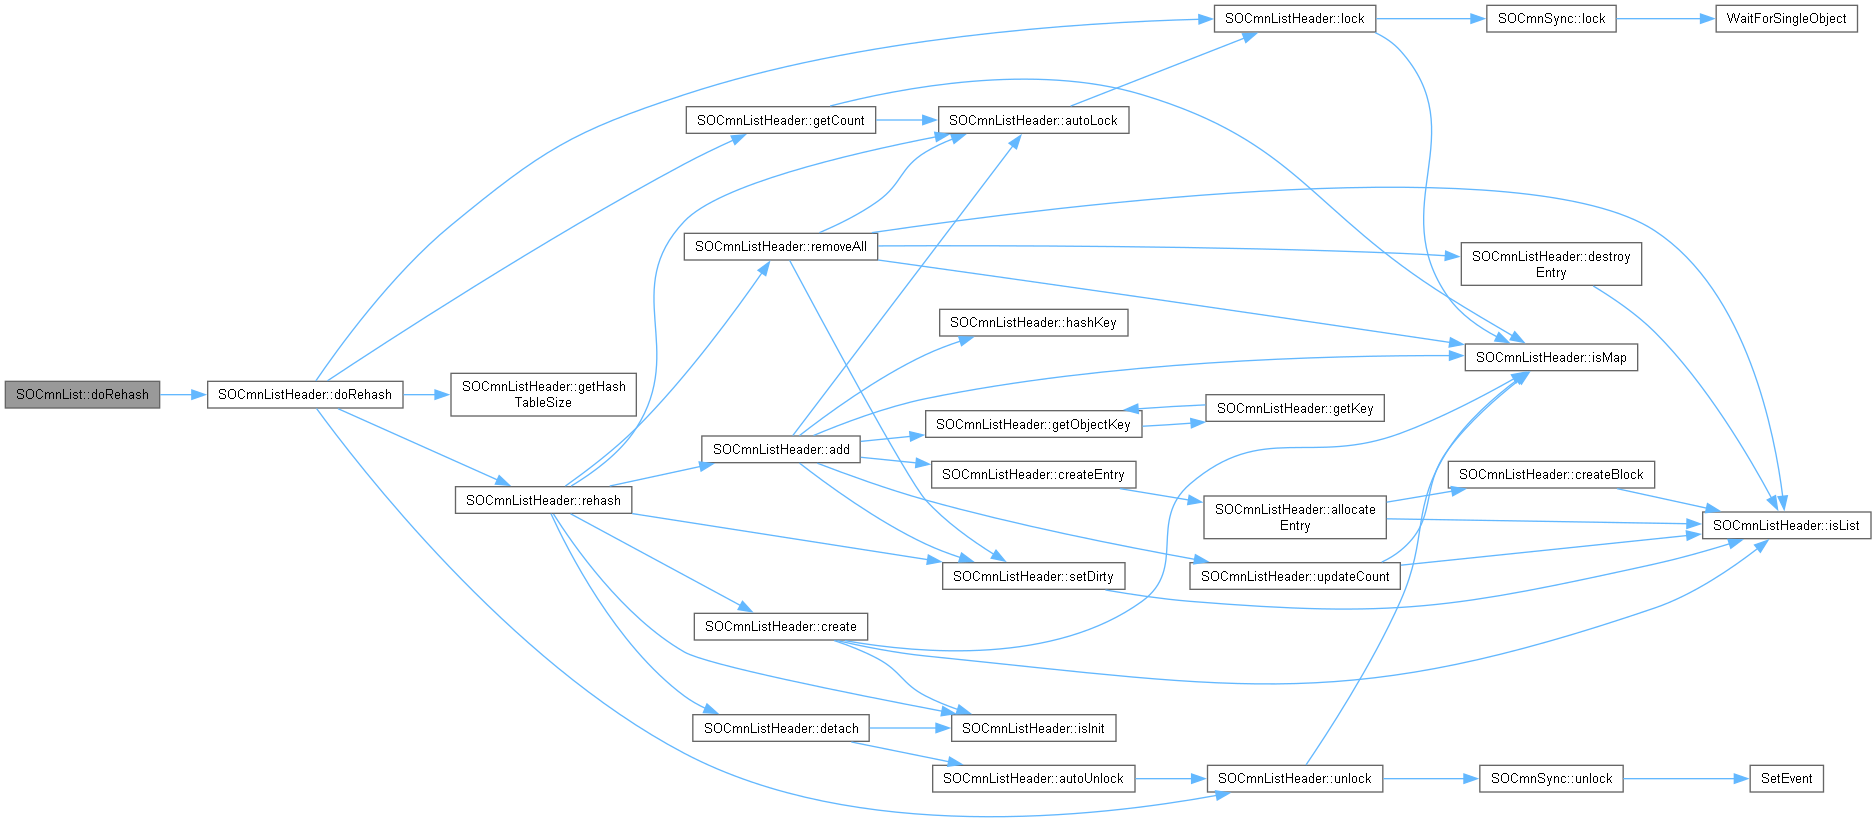 SOCmnListHeader::lock
SOCmnSync::lock
WaitForSingleObject
SOCmnListHeader::getCount
SOCmnListHeader::autoLock
SOCmnListHeader::removeAll
SOCmnListHeader::destroy
Entry
SOCmnListHeader::hashKey
SOCmnListHeader::isMap
SOCmnList::doRehash
SOCmnListHeader::doRehash
SOCmnListHeader::getHash
TableSize
SOCmnListHeader::getKey
SOCmnListHeader::getObjectKey
SOCmnListHeader::add
SOCmnListHeader::createEntry
SOCmnListHeader::createBlock
SOCmnListHeader::rehash
SOCmnListHeader::allocate
Entry
SOCmnListHeader::isList
SOCmnListHeader::setDirty
SOCmnListHeader::updateCount
SOCmnListHeader::create
SOCmnListHeader::detach
SOCmnListHeader::isInit
SOCmnListHeader::autoUnlock
SOCmnListHeader::unlock
SOCmnSync::unlock
SetEvent